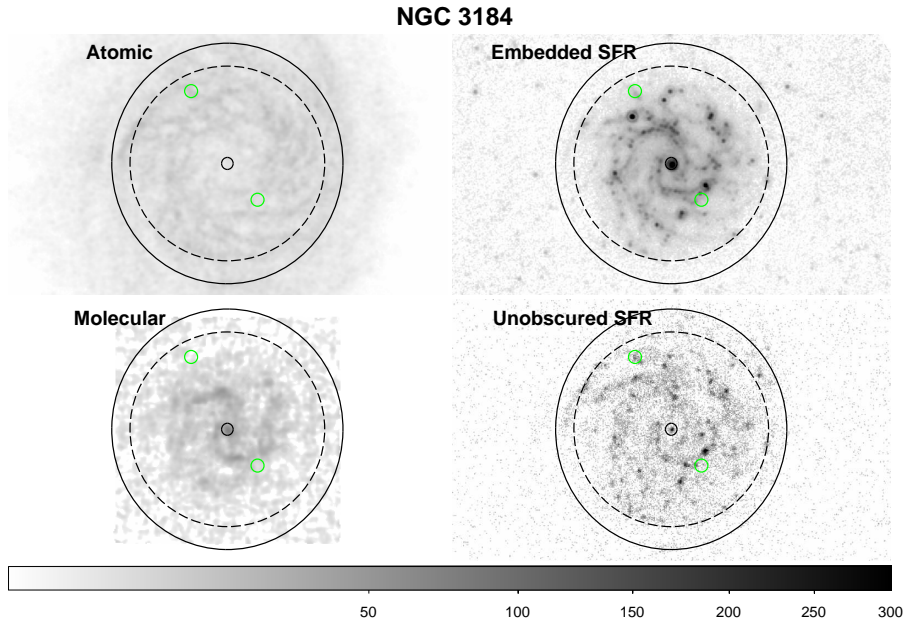 NGC 3184
Atomic
Embedded SFR
Molecular
Unobscured SFR
50 100 150 200 250 300